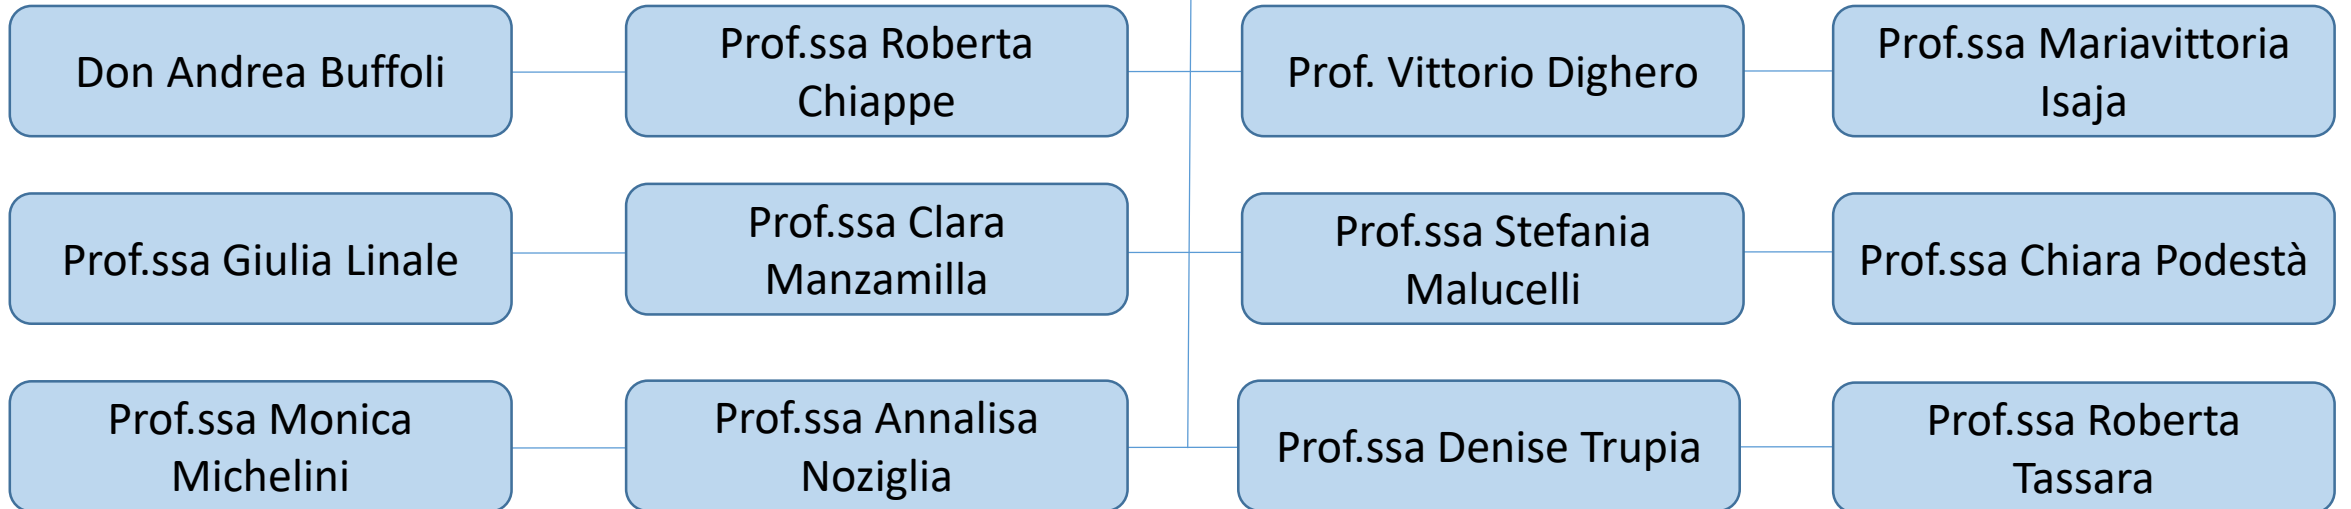 Don Andrea Buffoli
Prof.ssa Roberta
Chiappe
Prof. Vittorio Dighero
Prof.ssa Mariavittoria
Isaja
Prof.ssa Giulia Linale
Prof.ssa Clara
Manzamilla
Prof.ssa Stefania
Malucelli
Prof.ssa Chiara Podestà
Prof.ssa Monica
Michelini
Prof.ssa Annalisa
Noziglia
Prof.ssa Denise Trupia
Prof.ssa Roberta
Tassara